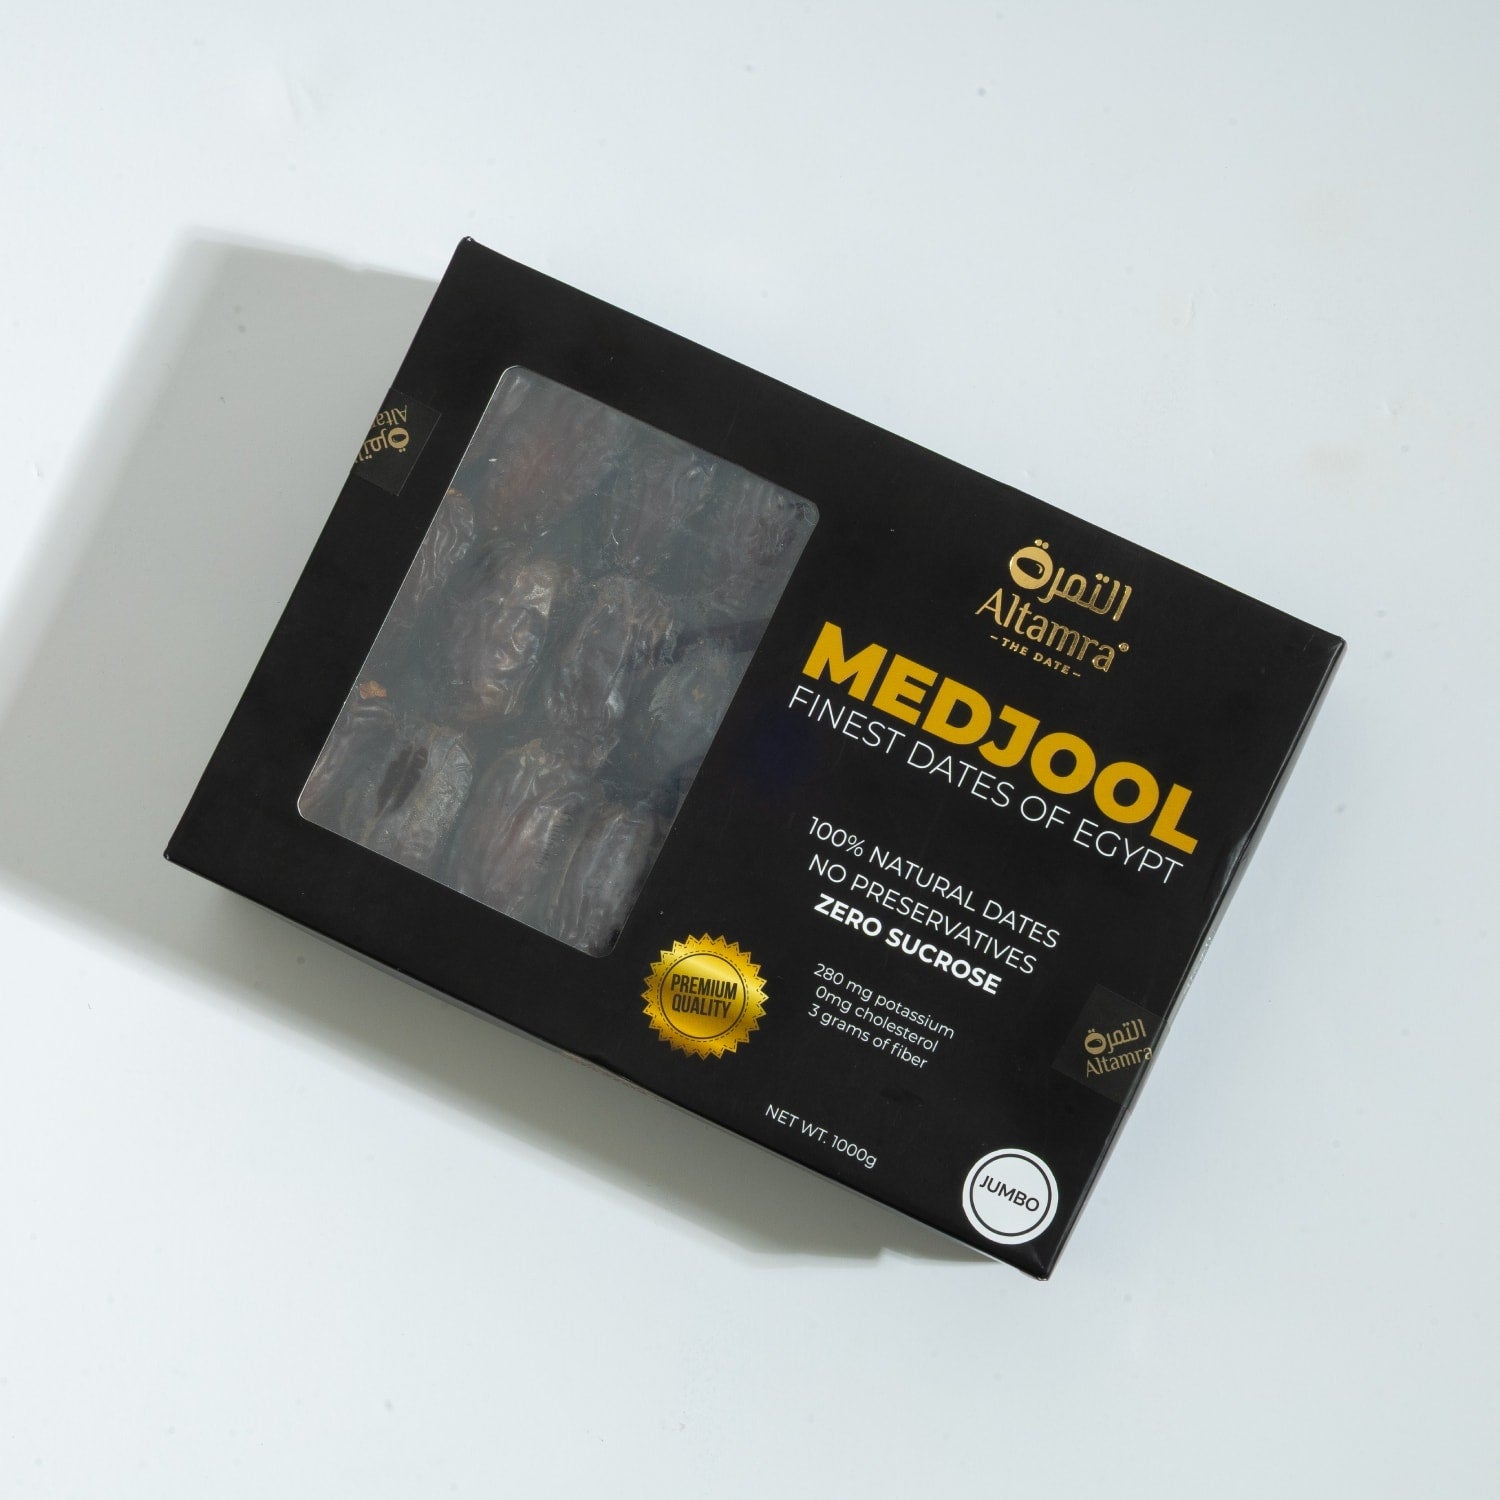 التمرة
Altamra®
- THE DATE -
MEDJOOL
FINEST DATES OF EGYPT
100% NATURAL DATES
NO PRESERVATIVES
ZERO SUCROSE
280 mg potassium
0mg cholesterol
3 grams of fiber
PREMIUM
QUALITY
NET WT. 1000g
JUMBO
التمرة
Altamra